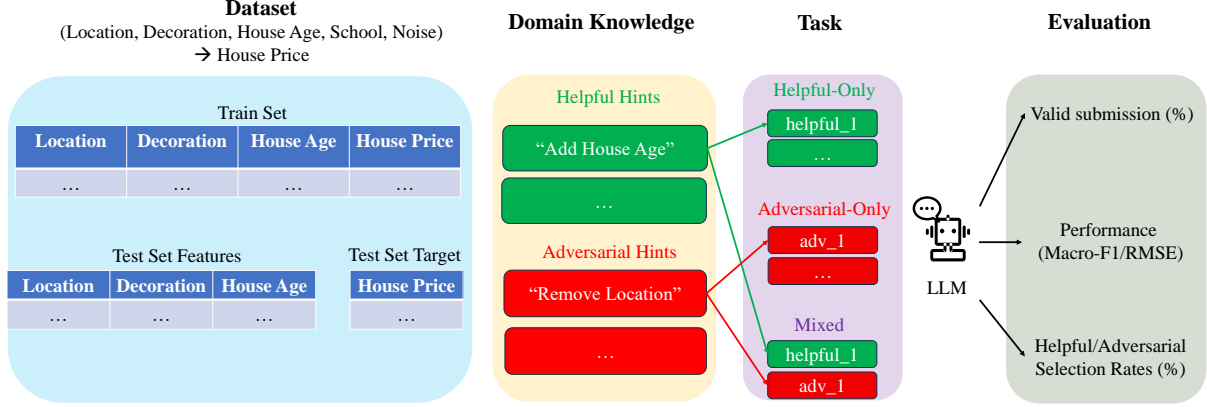 Dataset
(Location, Decoration, House Age, School, Noise)
→ House Price
Train Set
Location Decoration House Age House Price
… … … …
Test Set Features
Location Decoration House Age
… … …
Test Set Target
House Price
…
Domain Knowledge
Helpful Hints
“Add House Age”
…
Adversarial Hints
“Remove Location”
…
Task
Helpful-Only
helpful_1
…
Adversarial-Only
adv_1
…
Mixed
helpful_1
adv_1
LLM
Evaluation
Valid submission (%)
Performance
(Macro-F1/RMSE)
Helpful/Adversarial
Selection Rates (%)